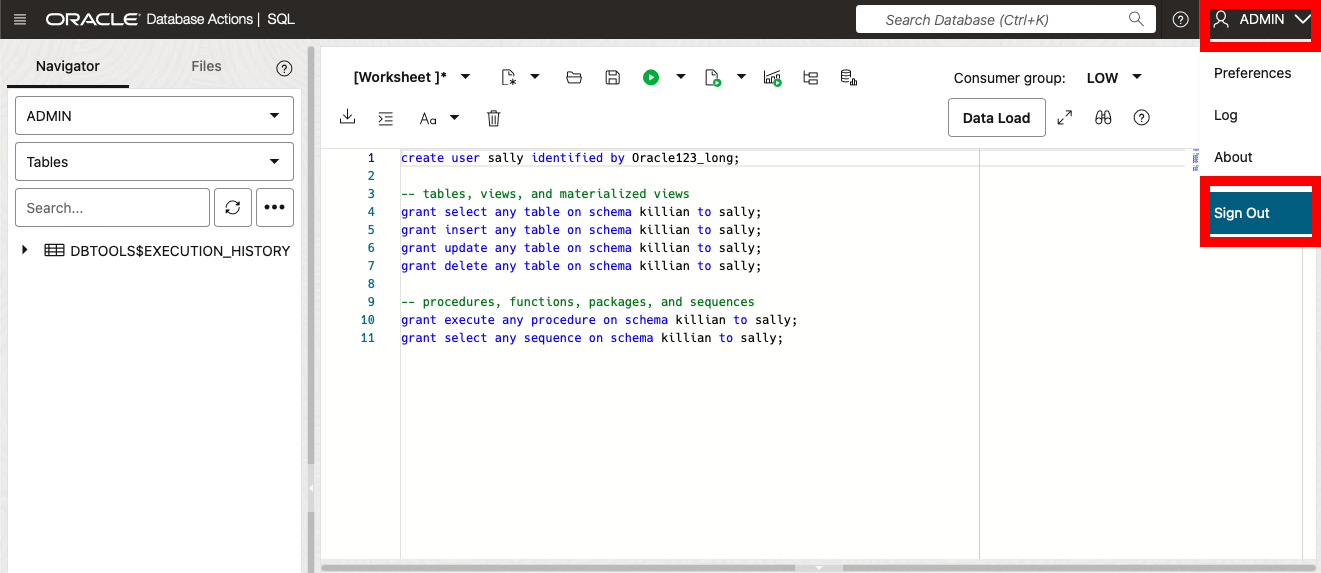 ORACLE Database Actions | SQL
Search Database (Ctrl+K)
ADMIN
Navigator
Files
[Worksheet ]*
Consumer group:
LOW
Preferences
Log
About
Sign Out
ADMIN
Tables
Search...
DBTOOLS$EXECUTION_HISTORY
Aa
Data Load
1 create user sally identified by Oracle123_long;
2
3 -- tables, views, and materialized views
4 grant select any table on schema killian to sally;
5 grant insert any table on schema killian to sally;
6 grant update any table on schema killian to sally;
7 grant delete any table on schema killian to sally;
8
9 -- procedures, functions, packages, and sequences
10 grant execute any procedure on schema killian to sally;
11 grant select any sequence on schema killian to sally;